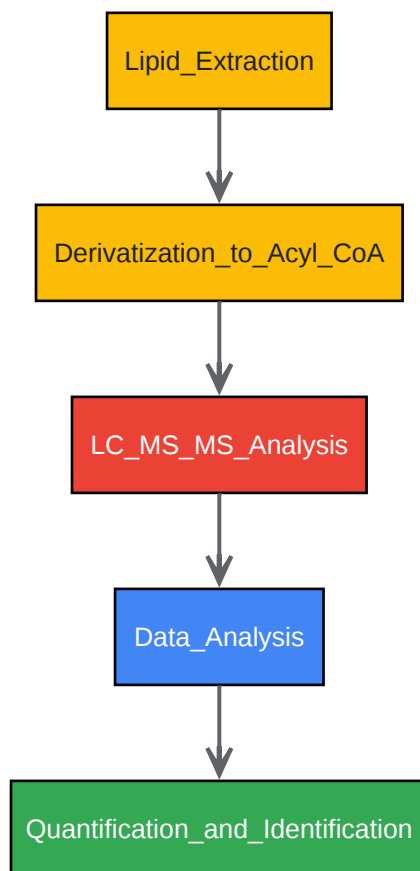 Lipid_Extraction
Derivatization_to_Acyl_CoA
LC_MS_MS_Analysis
Data_Analysis
Quantification_and_Identification